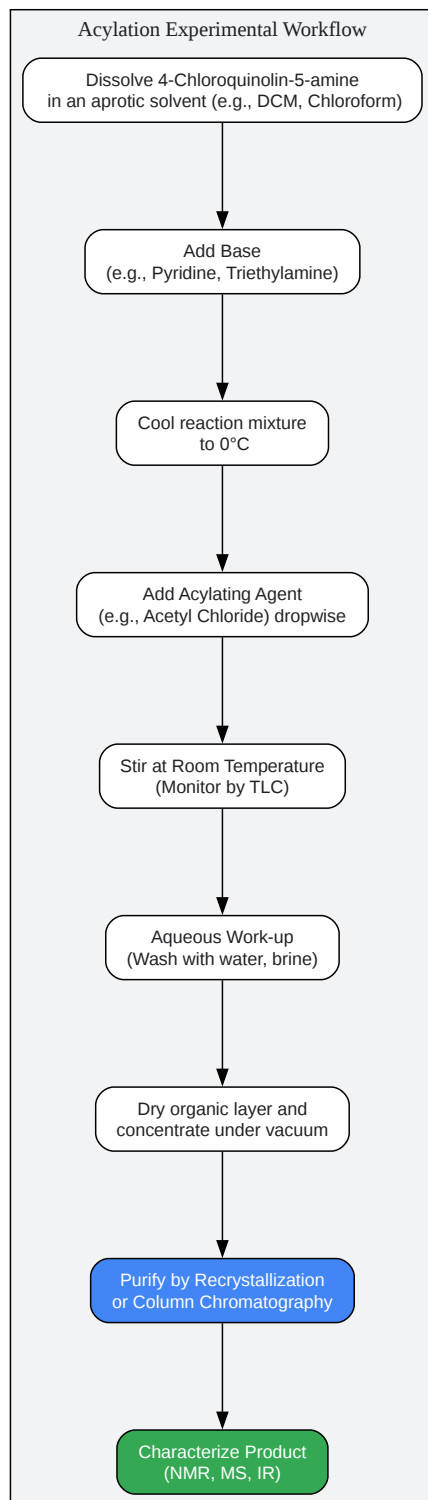 Acylation Experimental Workflow
Dissolve 4-Chloroquinolin-5-amine
in an aprotic solvent (e.g., DCM, Chloroform)
Add Base
(e.g., Pyridine, Triethylamine)
Cool reaction mixture
to 0°C
Add Acylating Agent
(e.g., Acetyl Chloride) dropwise
Stir at Room Temperature
(Monitor by TLC)
Aqueous Work-up
(Wash with water, brine)
Dry organic layer and
concentrate under vacuum
Purify by Recrystallization
or Column Chromatography
Characterize Product
(NMR, MS, IR)